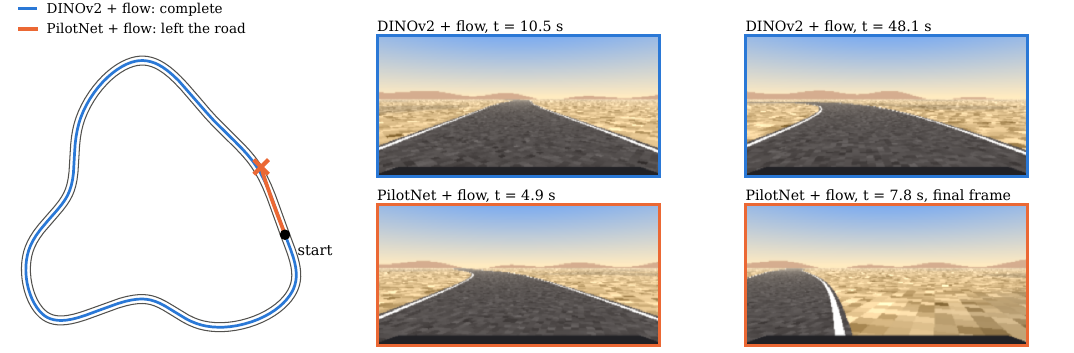 DINOv2 + flow: complete
PilotNet + flow: left the road
start
DINOv2 + flow, t = 10.5 s
DINOv2 + flow, t = 48.1 s
PilotNet + flow, t = 4.9 s
PilotNet + flow, t = 7.8 s, final frame